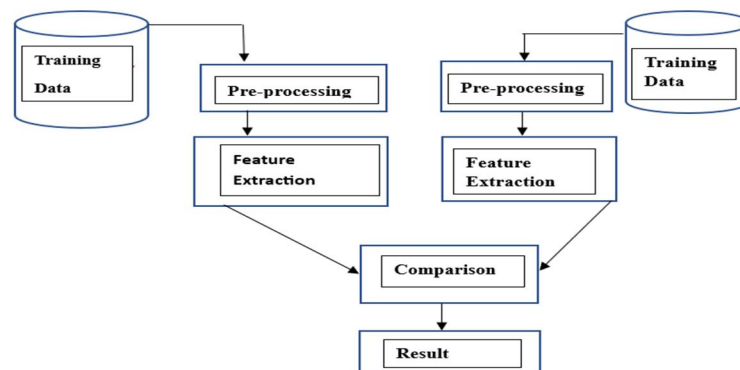 Training
Data
Pre-processing
Feature
Extraction
Training
Data
Pre-processing
Feature
Extraction
Comparison
Result